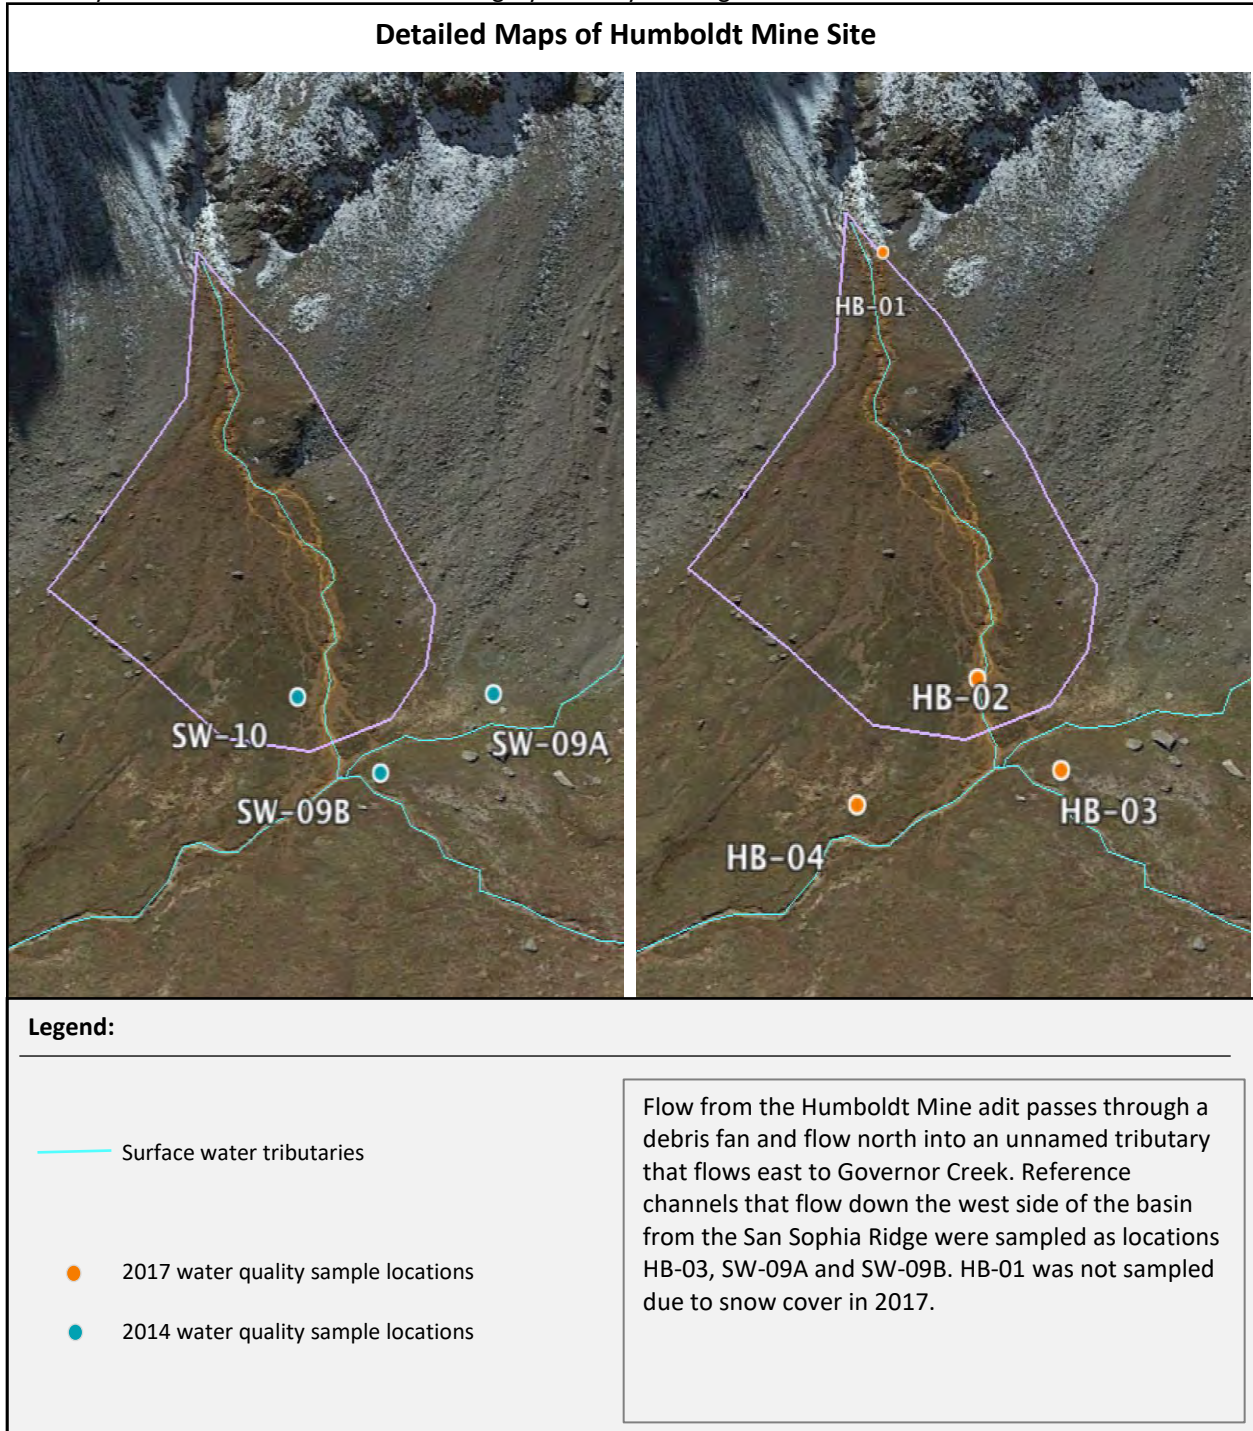 Detailed Maps of Humboldt Mine Site
HB-01
SW-10
SW-09A
SW-09B
HB-02
HB-03
HB-04
Legend:
Surface water tributaries
2017 water quality sample locations
2014 water quality sample locations
Flow from the Humboldt Mine adit passes through a
debris fan and flow north into an unnamed tributary
that flows east to Governor Creek. Reference
channels that flow down the west side of the basin
from the San Sophia Ridge were sampled as locations
HB-03, SW-09A and SW-09B. HB-01 was not sampled
due to snow cover in 2017.